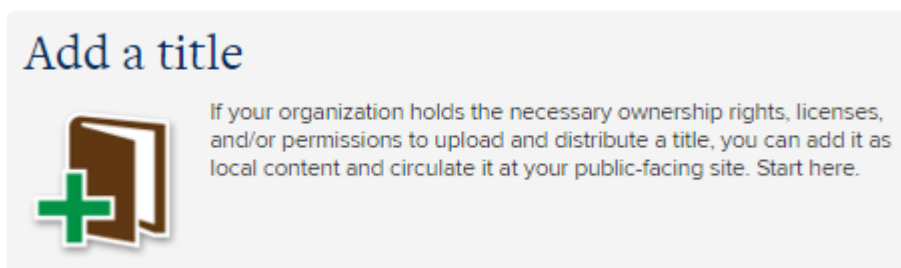 Add a title
If your organization holds the necessary ownership rights, licenses,
and/or permissions to upload and distribute a title, you can add it as
local content and circulate it at your public-facing site. Start here.